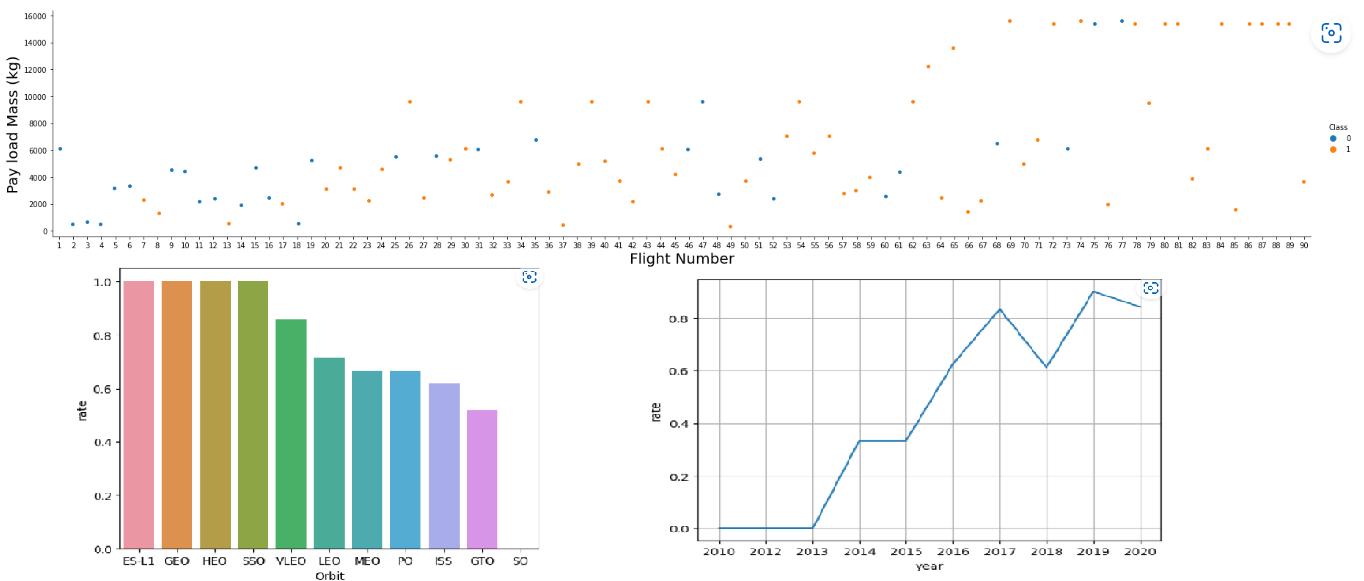 16000
14000
12000
10000
8000
6000
4000
2000
0
Pay load Mass (kg)
1 2 3 4 5 6 7 8 9 10 11 12 13 14 15 16 17 18 19 20 21 22 23 24 25 26 27 28 29 30 31 32 33 34 35 36 37 38 39 40 41 42 43 44 45 46 47 48 49 50 51 52 53 54 55 56 57 58 59 60 61 62 63 64 65 66 67 68 69 70 71 72 73 74 75 76 77 78 79 80 81 82 83 84 85 86 87 88 89 90
Flight Number
Class
0
1
1.0
0.8
0.6
0.4
0.2
0.0
rate
ES-L1 GEO HEO SSO VLEO LEO MEO PO ISS GTO SO
Orbit
0.8
0.6
0.4
0.2
0.0
rate
2010 2012 2013 2014 2015 2016 2017 2018 2019 2020
year